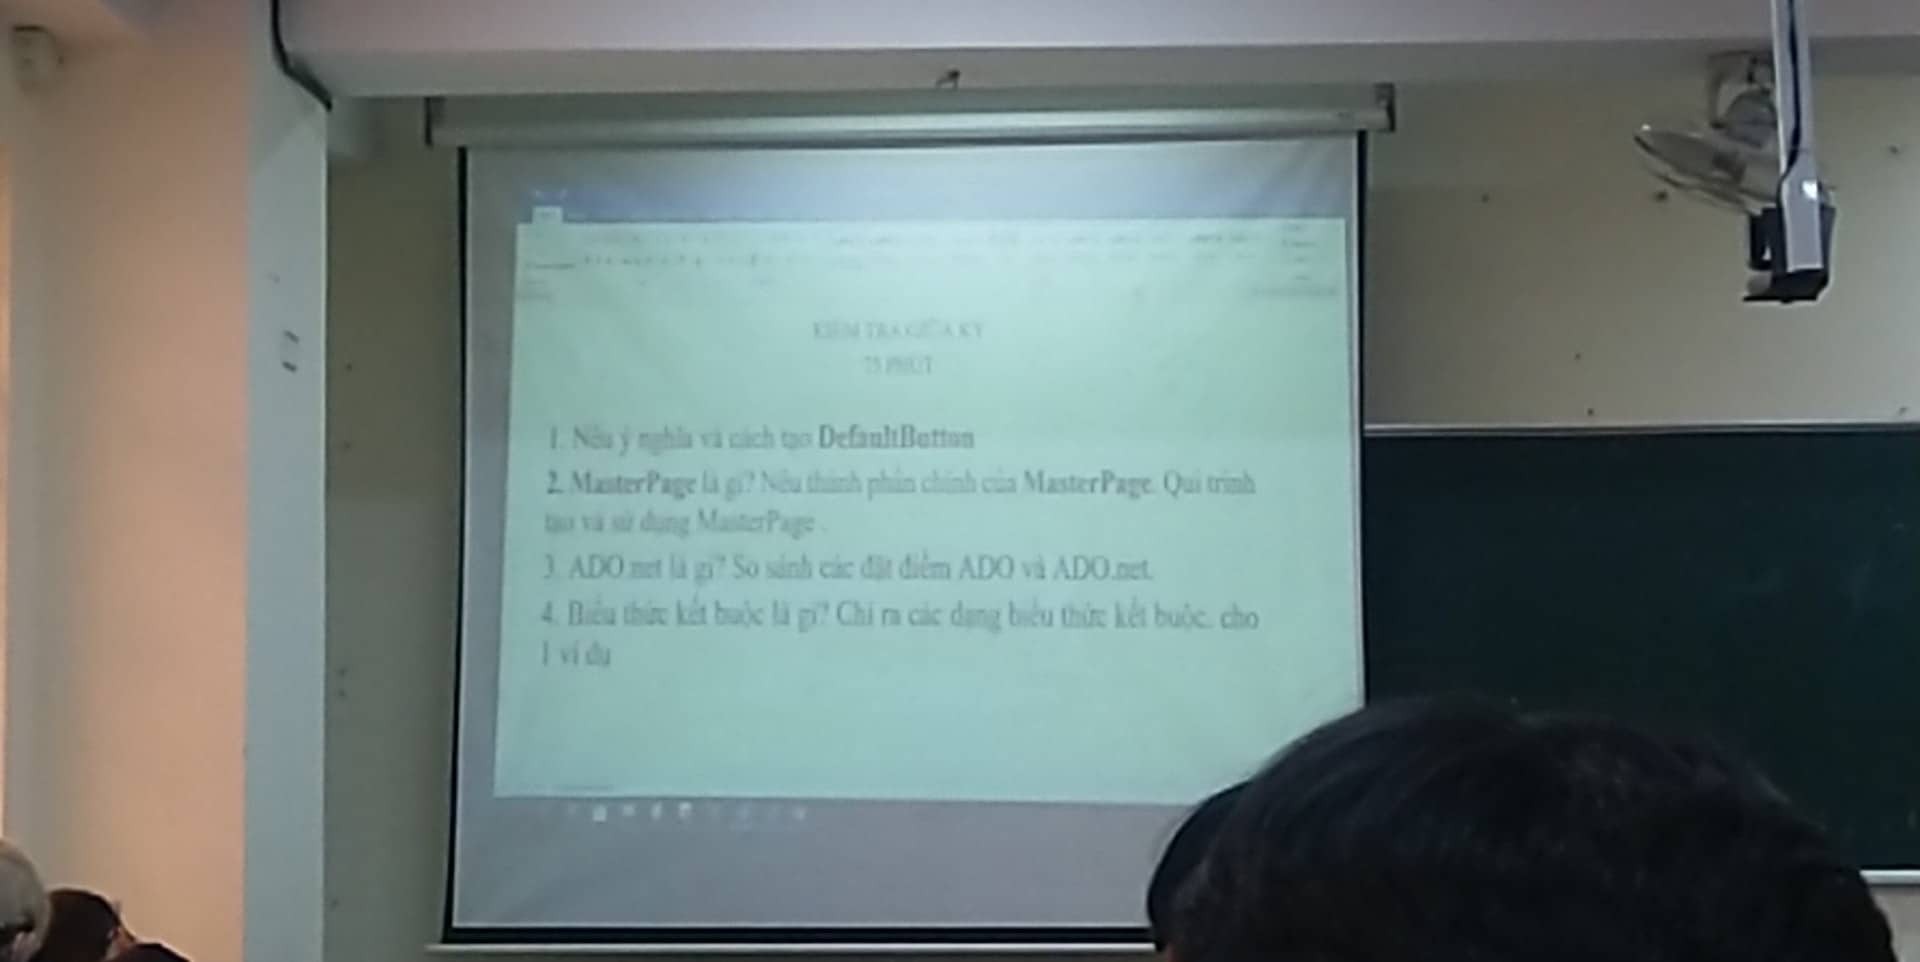 KIỂM TRA GIỮA KỲ
75 PHÚT
1. Nêu ý nghĩa và cách tạo DefaultButton
2. MasterPage là gì? Nêu thành phần chính của MasterPage. Qui trình
tạo và sử dụng MasterPage .
3. ADO.net là gì? So sánh các đặt điểm ADO và ADO.net.
4. Biểu thức kết buộc là gì? Chỉ ra các dạng biểu thức kết buộc, cho
1 ví dụ